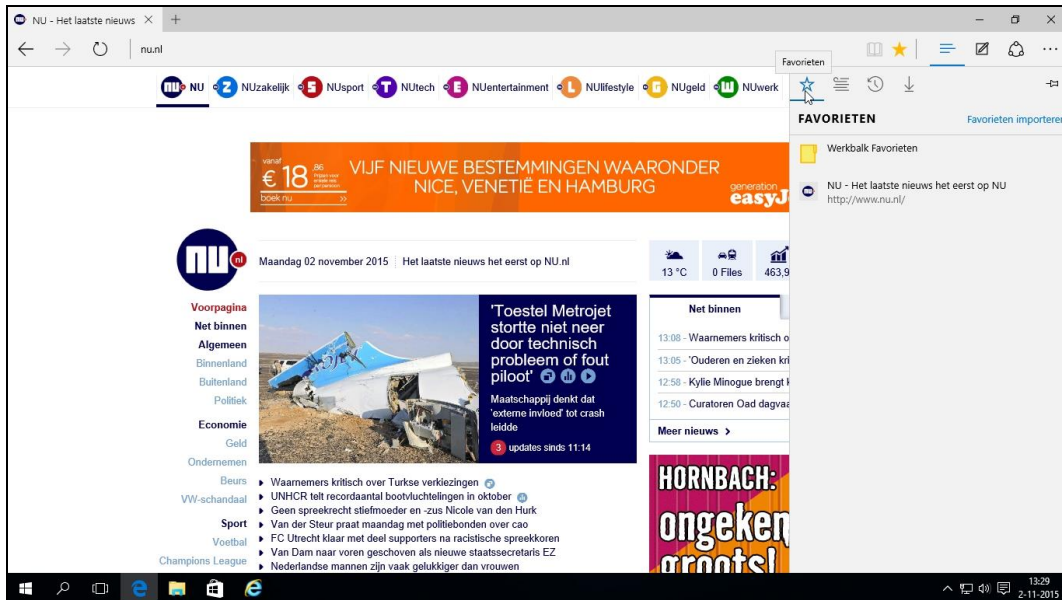 NU - Het laatste nieuws
nu.nl
Favorieten
NU
NUzakelijk
NUsport
NUtech
NUentertainment
NUlifestyle
NUgeld
NUwerk
FAVORIETEN
Favorieten importeren
Werkbalk Favorieten
NU - Het laatste nieuws het eerst op NU
http://www.nu.nl/
vanaf
€ 18,86
boek nu »
VIJF NIEUWE BESTEMMINGEN WAARONDER
NICE, VENETIË EN HAMBURG
generation
easyJ
nu nl
Maandag 02 november 2015 | Het laatste nieuws het eerst op NU.nl
13 °C
0 Files
463,9
Voorpagina
Net binnen
Algemeen
Binnenland
Buitenland
Politiek
Economie
Geld
Ondernemen
Beurs
VW-schandaal
Sport
Voetbal
Champions League
'Toestel Metrojet
stortte niet neer
door technisch
probleem of fout
piloot'
Maatschappij denkt dat
'externe invloed' tot crash
leidde
3 updates sinds 11:14
Waarnemers kritisch over Turkse verkiezingen
UNHCR telt recordaantal bootvluchtelingen in oktober
Geen spreekrecht stiefmoeder en -zus Nicole van den Hurk
Van der Steur praat maandag met politiebonden over cao
FC Utrecht klaar met deel supporters na racistische spreekkoren
Van Dam naar voren geschoven als nieuwe staatssecretaris EZ
Nederlandse mannen zijn vaak gelukkiger dan vrouwen
Net binnen
13:08 - Waarnemers kritisch o
13:05 - 'Ouderen en zieken kri
12:58 - Kylie Minogue brengt k
12:50 - Curatoren Oad dagvaa
Meer nieuws >
HORNBACH:
ongeken
groots!
13:29
2-11-2015